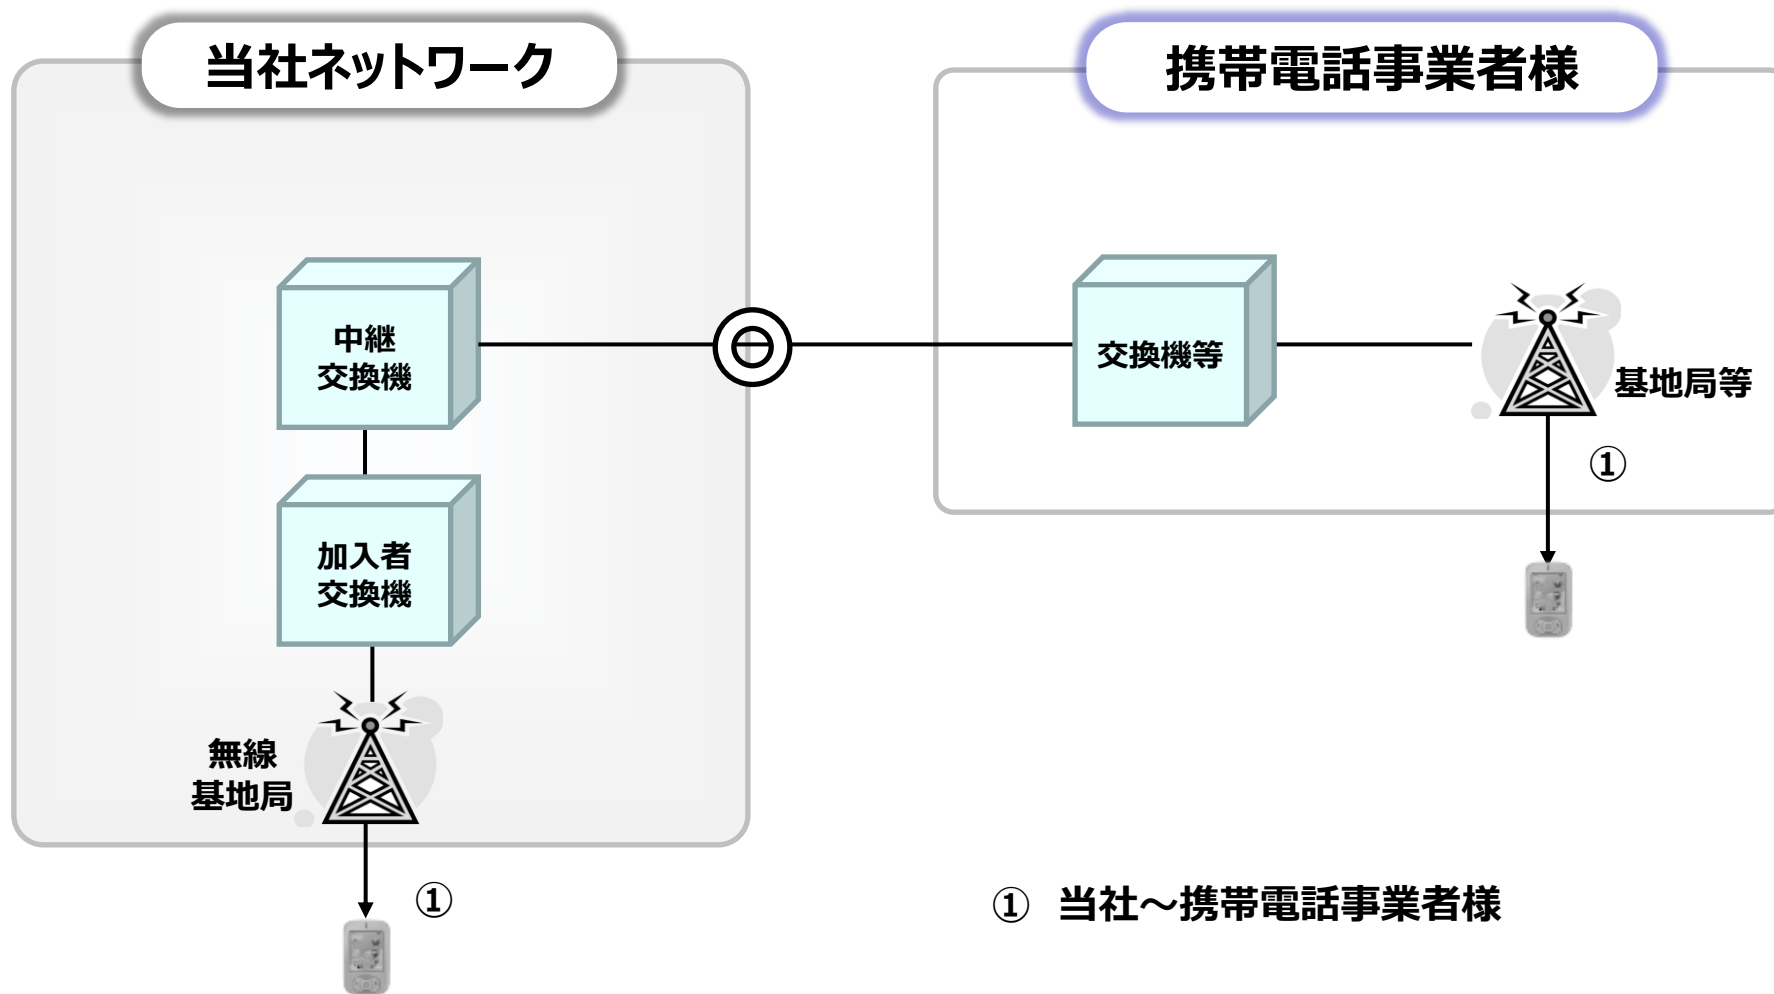 当社ネットワーク
携帯電話事業者様
中継
交換機
交換機等
基地局等
①
加入者
交換機
無線
基地局
①
① 当社～携帯電話事業者様